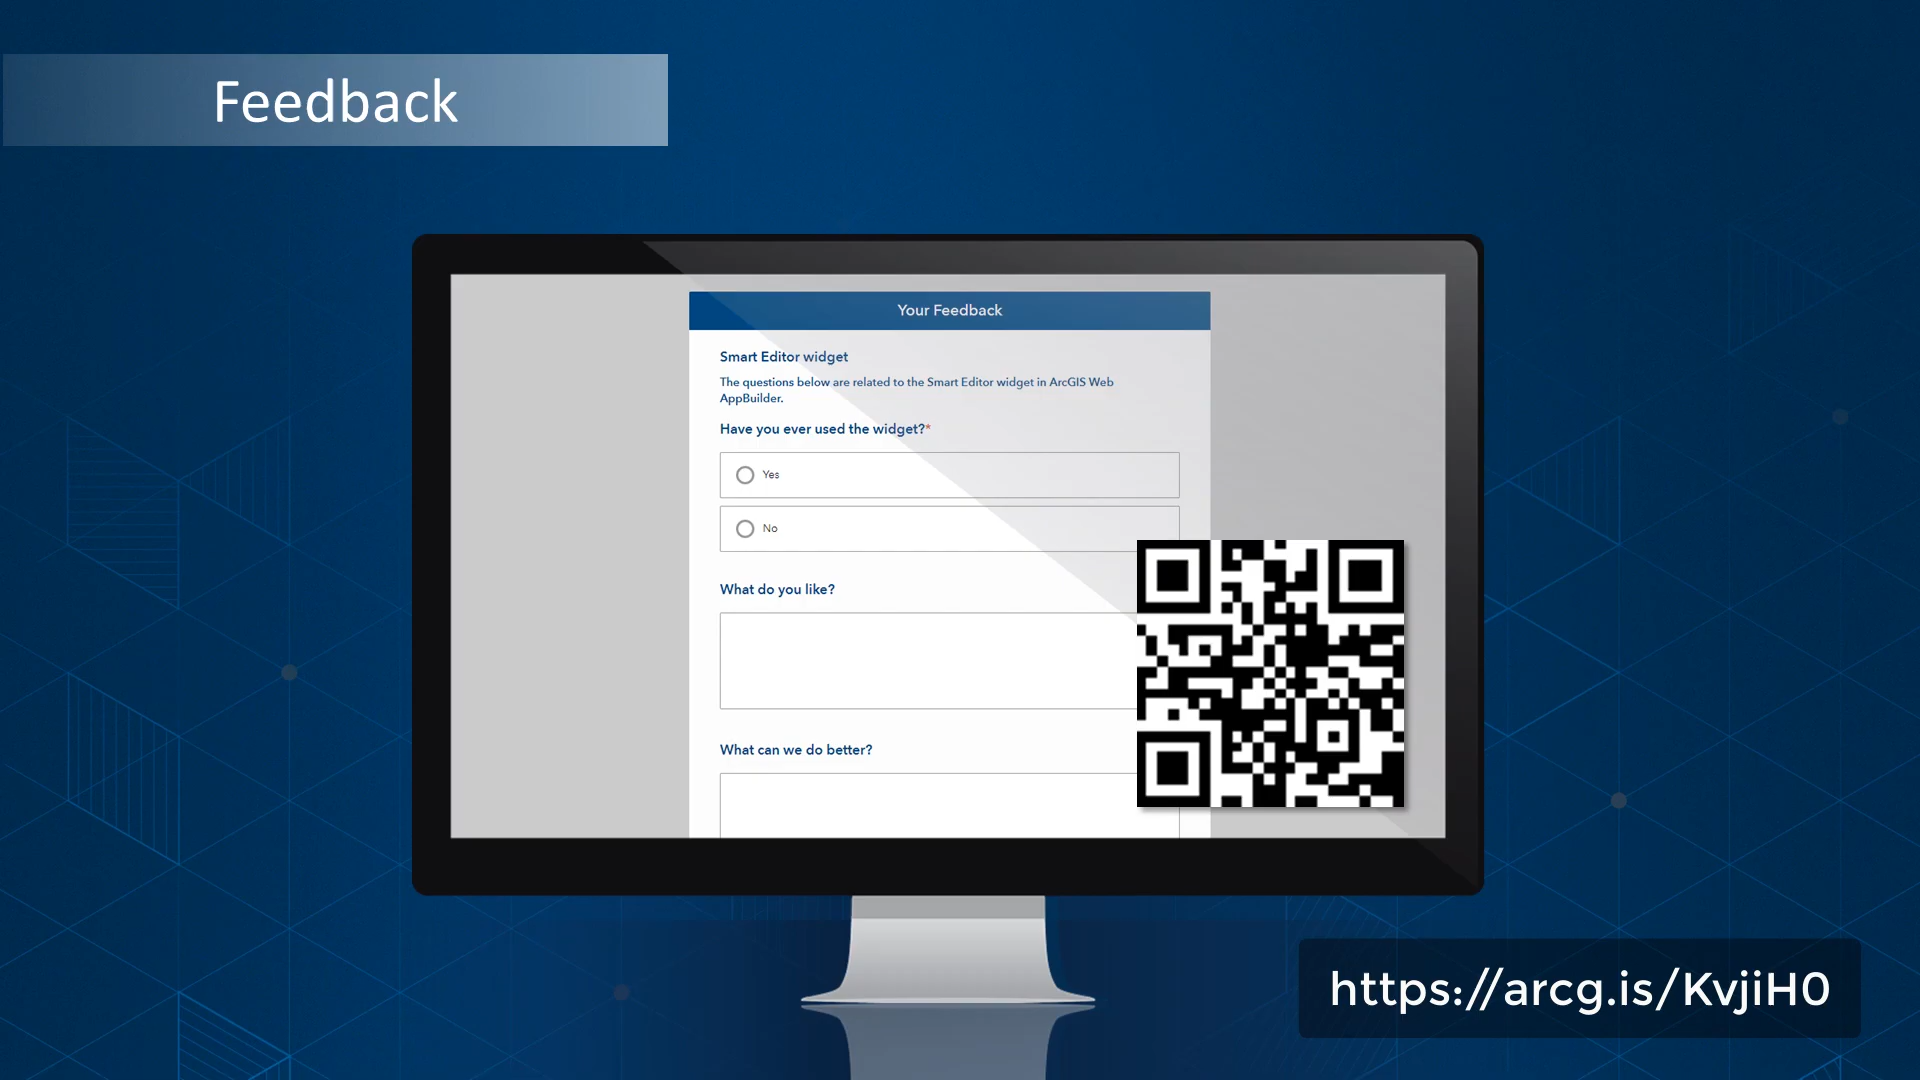 Feedback
Your Feedback
Smart Editor widget
The questions below are related to the Smart Editor widget in ArcGIS Web
AppBuilder.
Have you ever used the widget?*
Yes
No
What do you like?
What can we do better?
https://arcg.is/KvjiH0